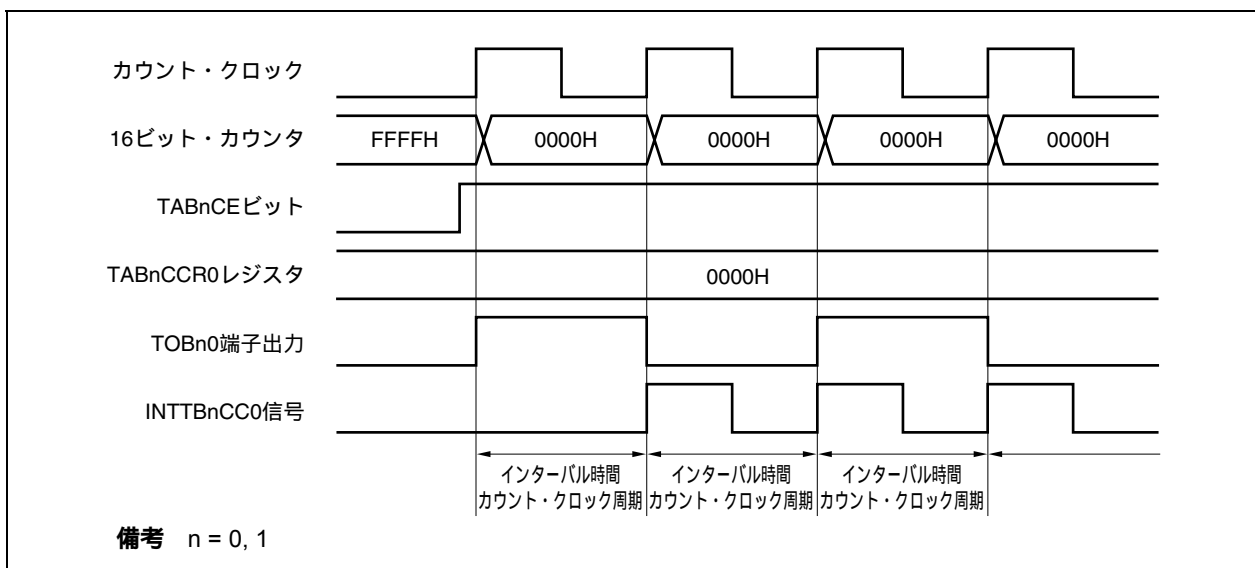 カウント・クロック
16ビット・カウンタ FFFFH 0000H 0000H 0000H 0000H
TABnCEビット
TABnCCR0レジスタ 0000H
TOBn0端子出力
INTTBnCC0信号
インターバル時間 インターバル時間 インターバル時間
カウント・クロック周期 カウント・クロック周期 カウント・クロック周期
備考 n = 0, 1